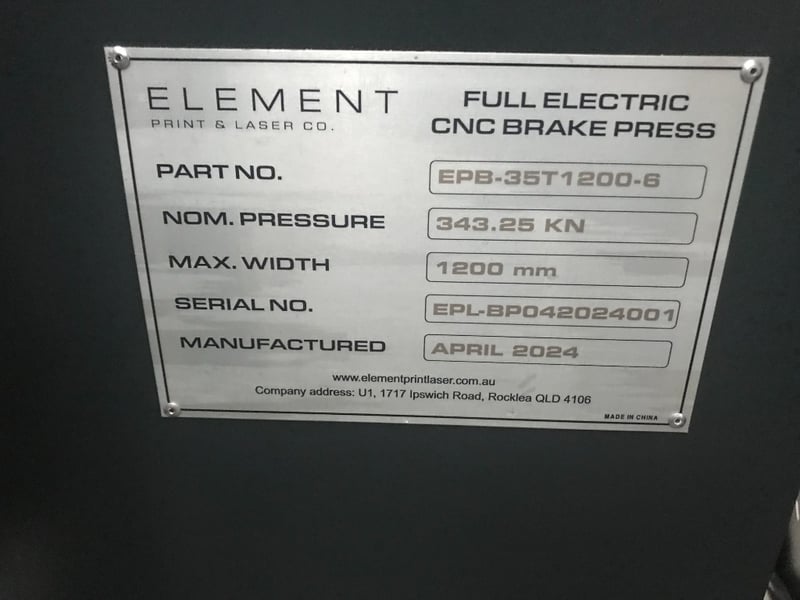 ELEMENT
PRINT & LASER CO.
FULL ELECTRIC
CNC BRAKE PRESS
PART NO. EPB-35T1200-6
NOM. PRESSURE 343.25 KN
MAX. WIDTH 1200 mm
SERIAL NO. EPL-BP042024001
MANUFACTURED APRIL 2024
www.elementprintlaser.com.au
Company address: U1, 1717 Ipswich Road, Rocklea QLD 4106
MADE IN CHINA